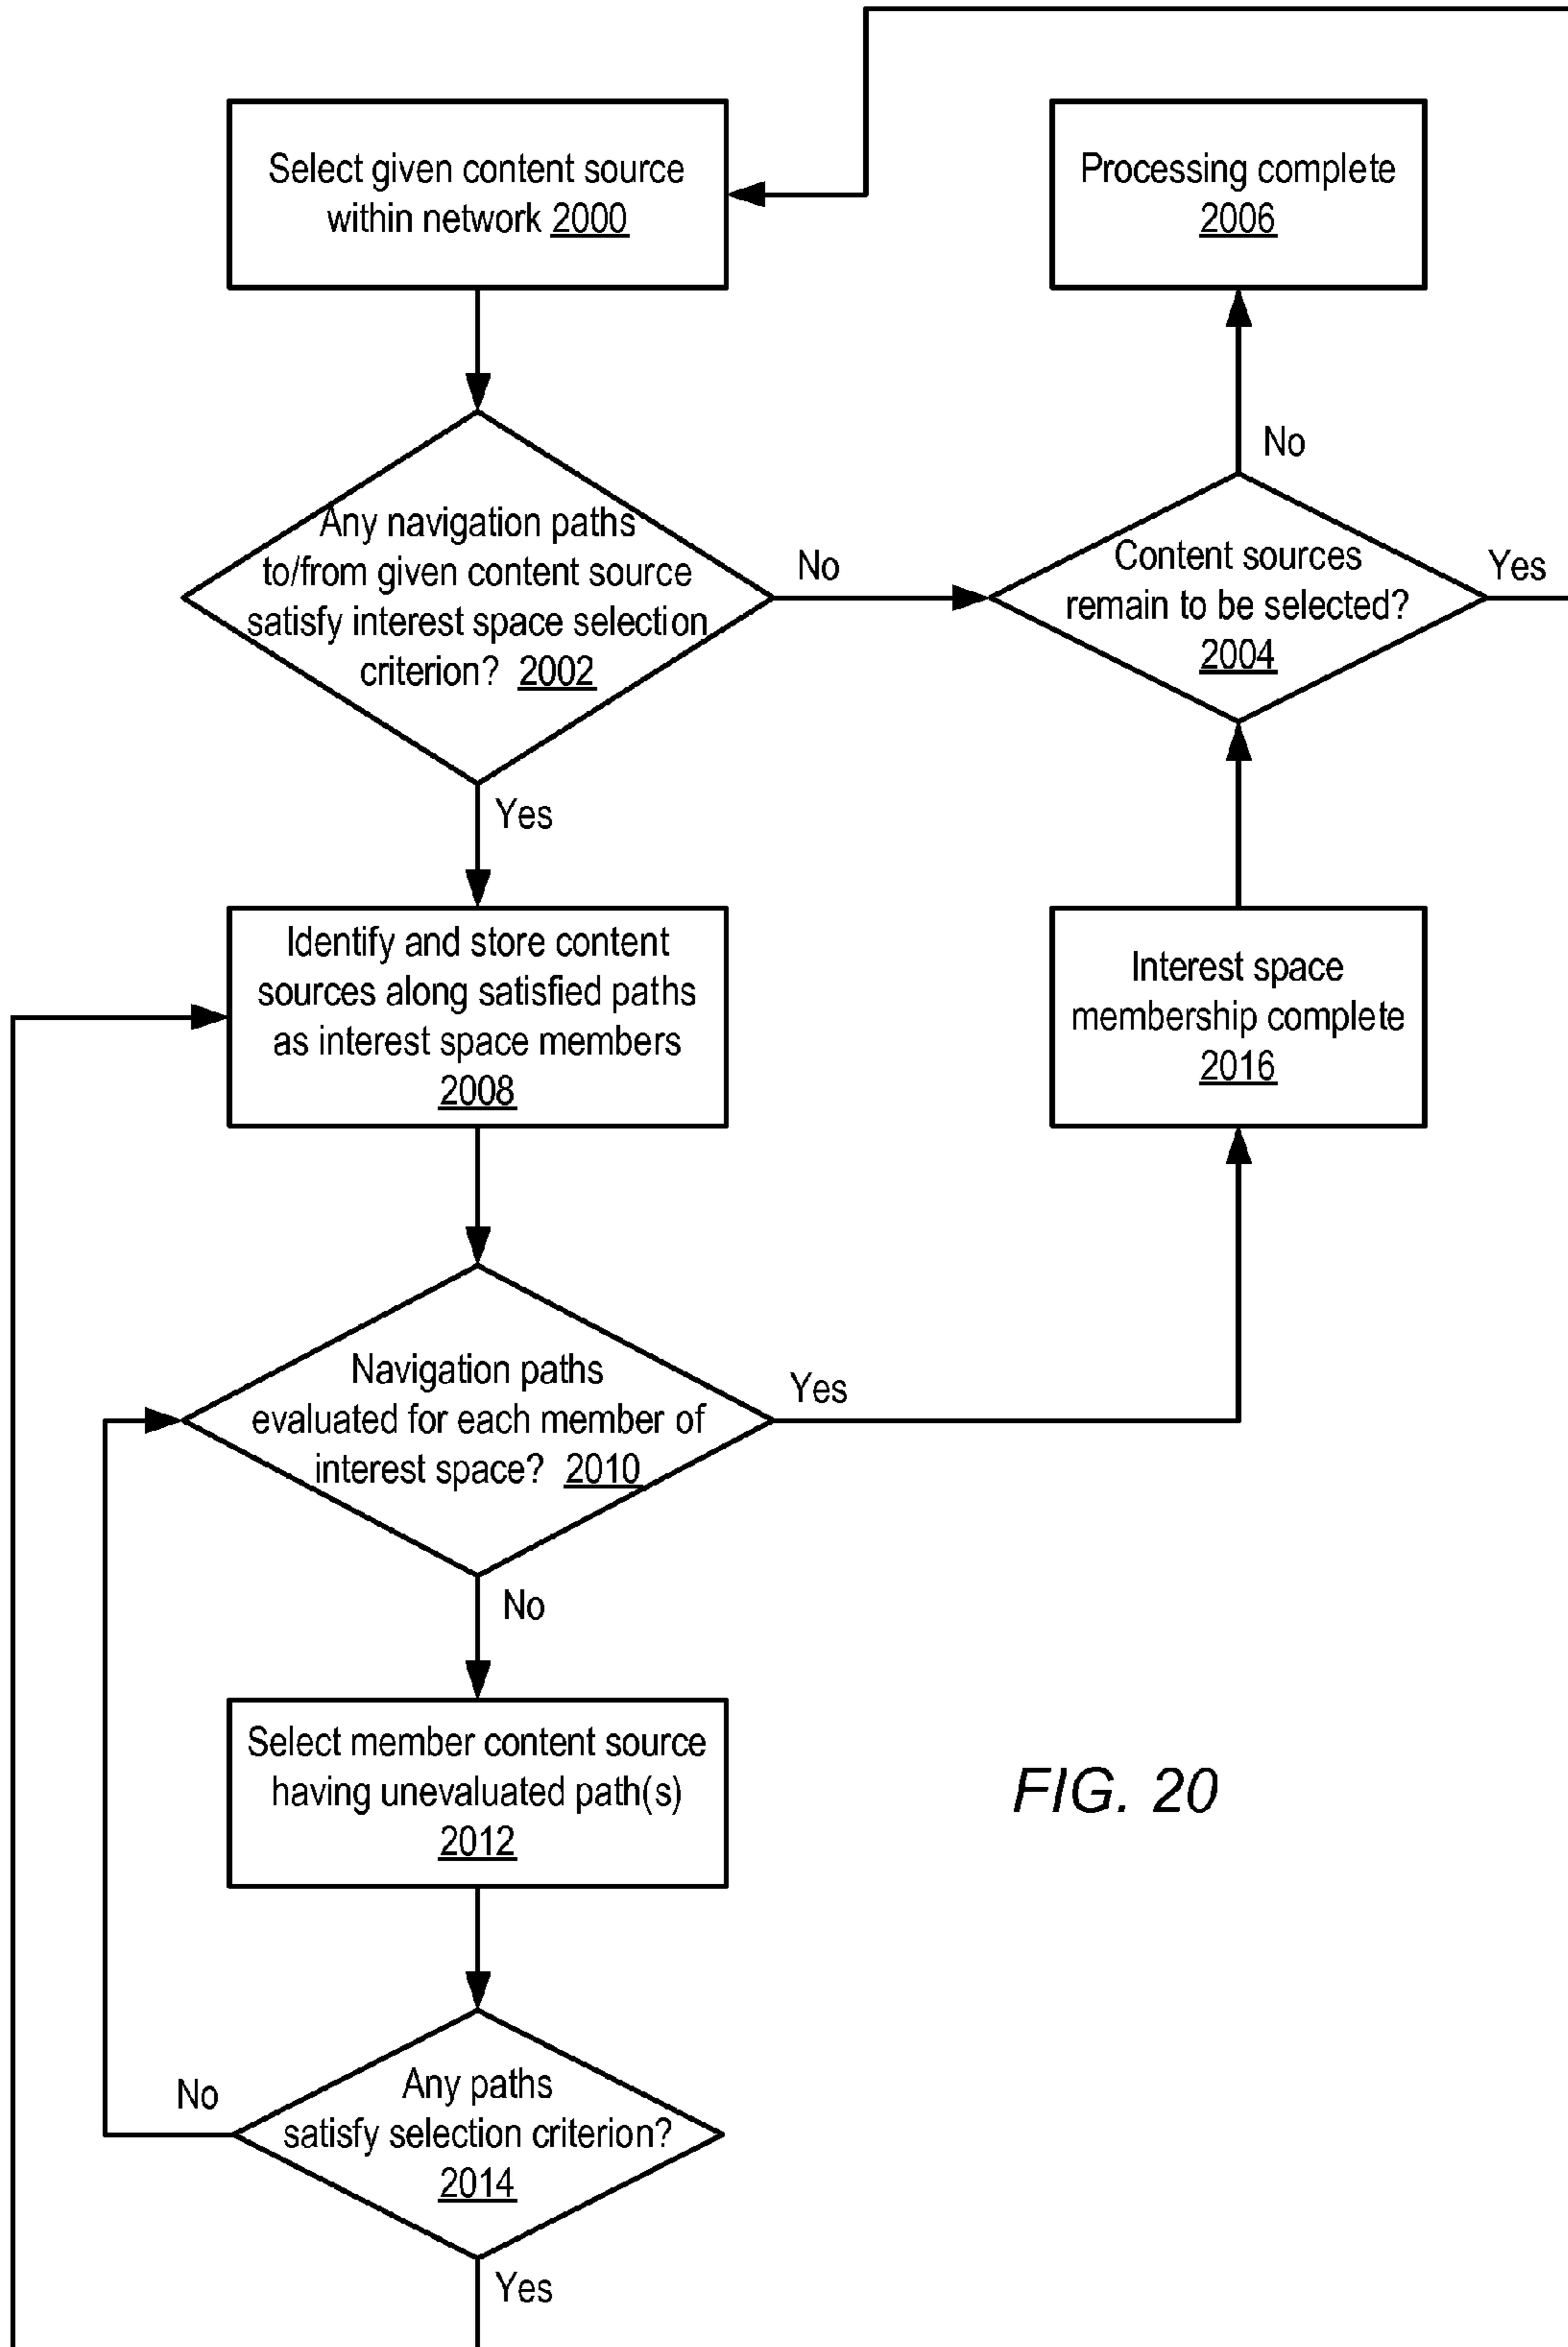 Select given content source
within network 2000
Processing complete
2006
No
Any navigation paths
to/from given content source
satisfy interest space selection
criterion? 2002
No
Content sources
remain to be selected?
2004
Yes
Yes
Identify and store content
sources along satisfied paths
as interest space members
2008
Interest space
membership complete
2016
Navigation paths
evaluated for each member of
interest space? 2010
Yes
No
Select member content source
having unevaluated path(s)
2012
FIG. 20
No
Any paths
satisfy selection criterion?
2014
Yes